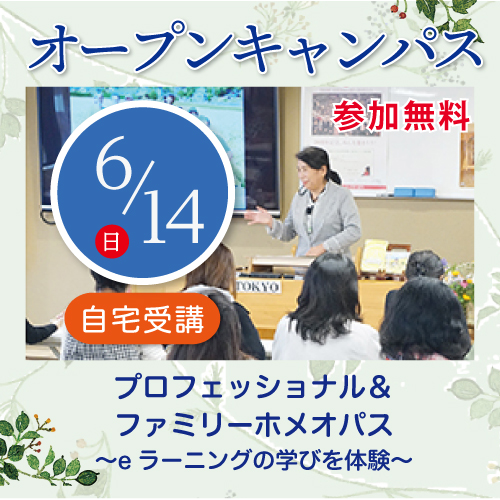 オープンキャンパス
参加無料
6/14
日
自宅受講
TOKYO
プロフェッショナル&
ファミリーホメオパス
~eラーニングの学びを体験~